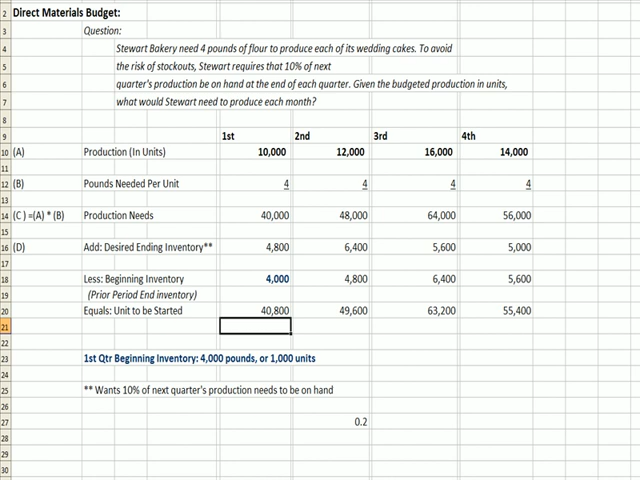 2 Direct Materials Budget:
3 Question:
4 Stewart Bakery need 4 pounds of flour to produce each of its wedding cakes. To avoid
5 the risk of stockouts, Stewart requires that 10% of next
6 quarter's production be on hand at the end of each quarter. Given the budgeted production in units,
7 what would Stewart need to produce each month?
8
9 1st 2nd 3rd 4th
10 (A) Production (In Units) 10,000 12,000 16,000 14,000
11
12 (B) Pounds Needed Per Unit 4 4 4 4
13
14 (C ) =(A) * (B) Production Needs 40,000 48,000 64,000 56,000
15
16 (D) Add: Desired Ending Inventory** 4,800 6,400 5,600 5,000
17
18 Less: Beginning Inventory 4,000 4,800 6,400 5,600
19 (Prior Period End inventory)
20 Equals: Unit to be Started 40,800 49,600 63,200 55,400
21
22
23 1st Qtr Beginning Inventory: 4,000 pounds, or 1,000 units
24
25 ** Wants 10% of next quarter's production needs to be on hand
26
27 0.2
28
29
30